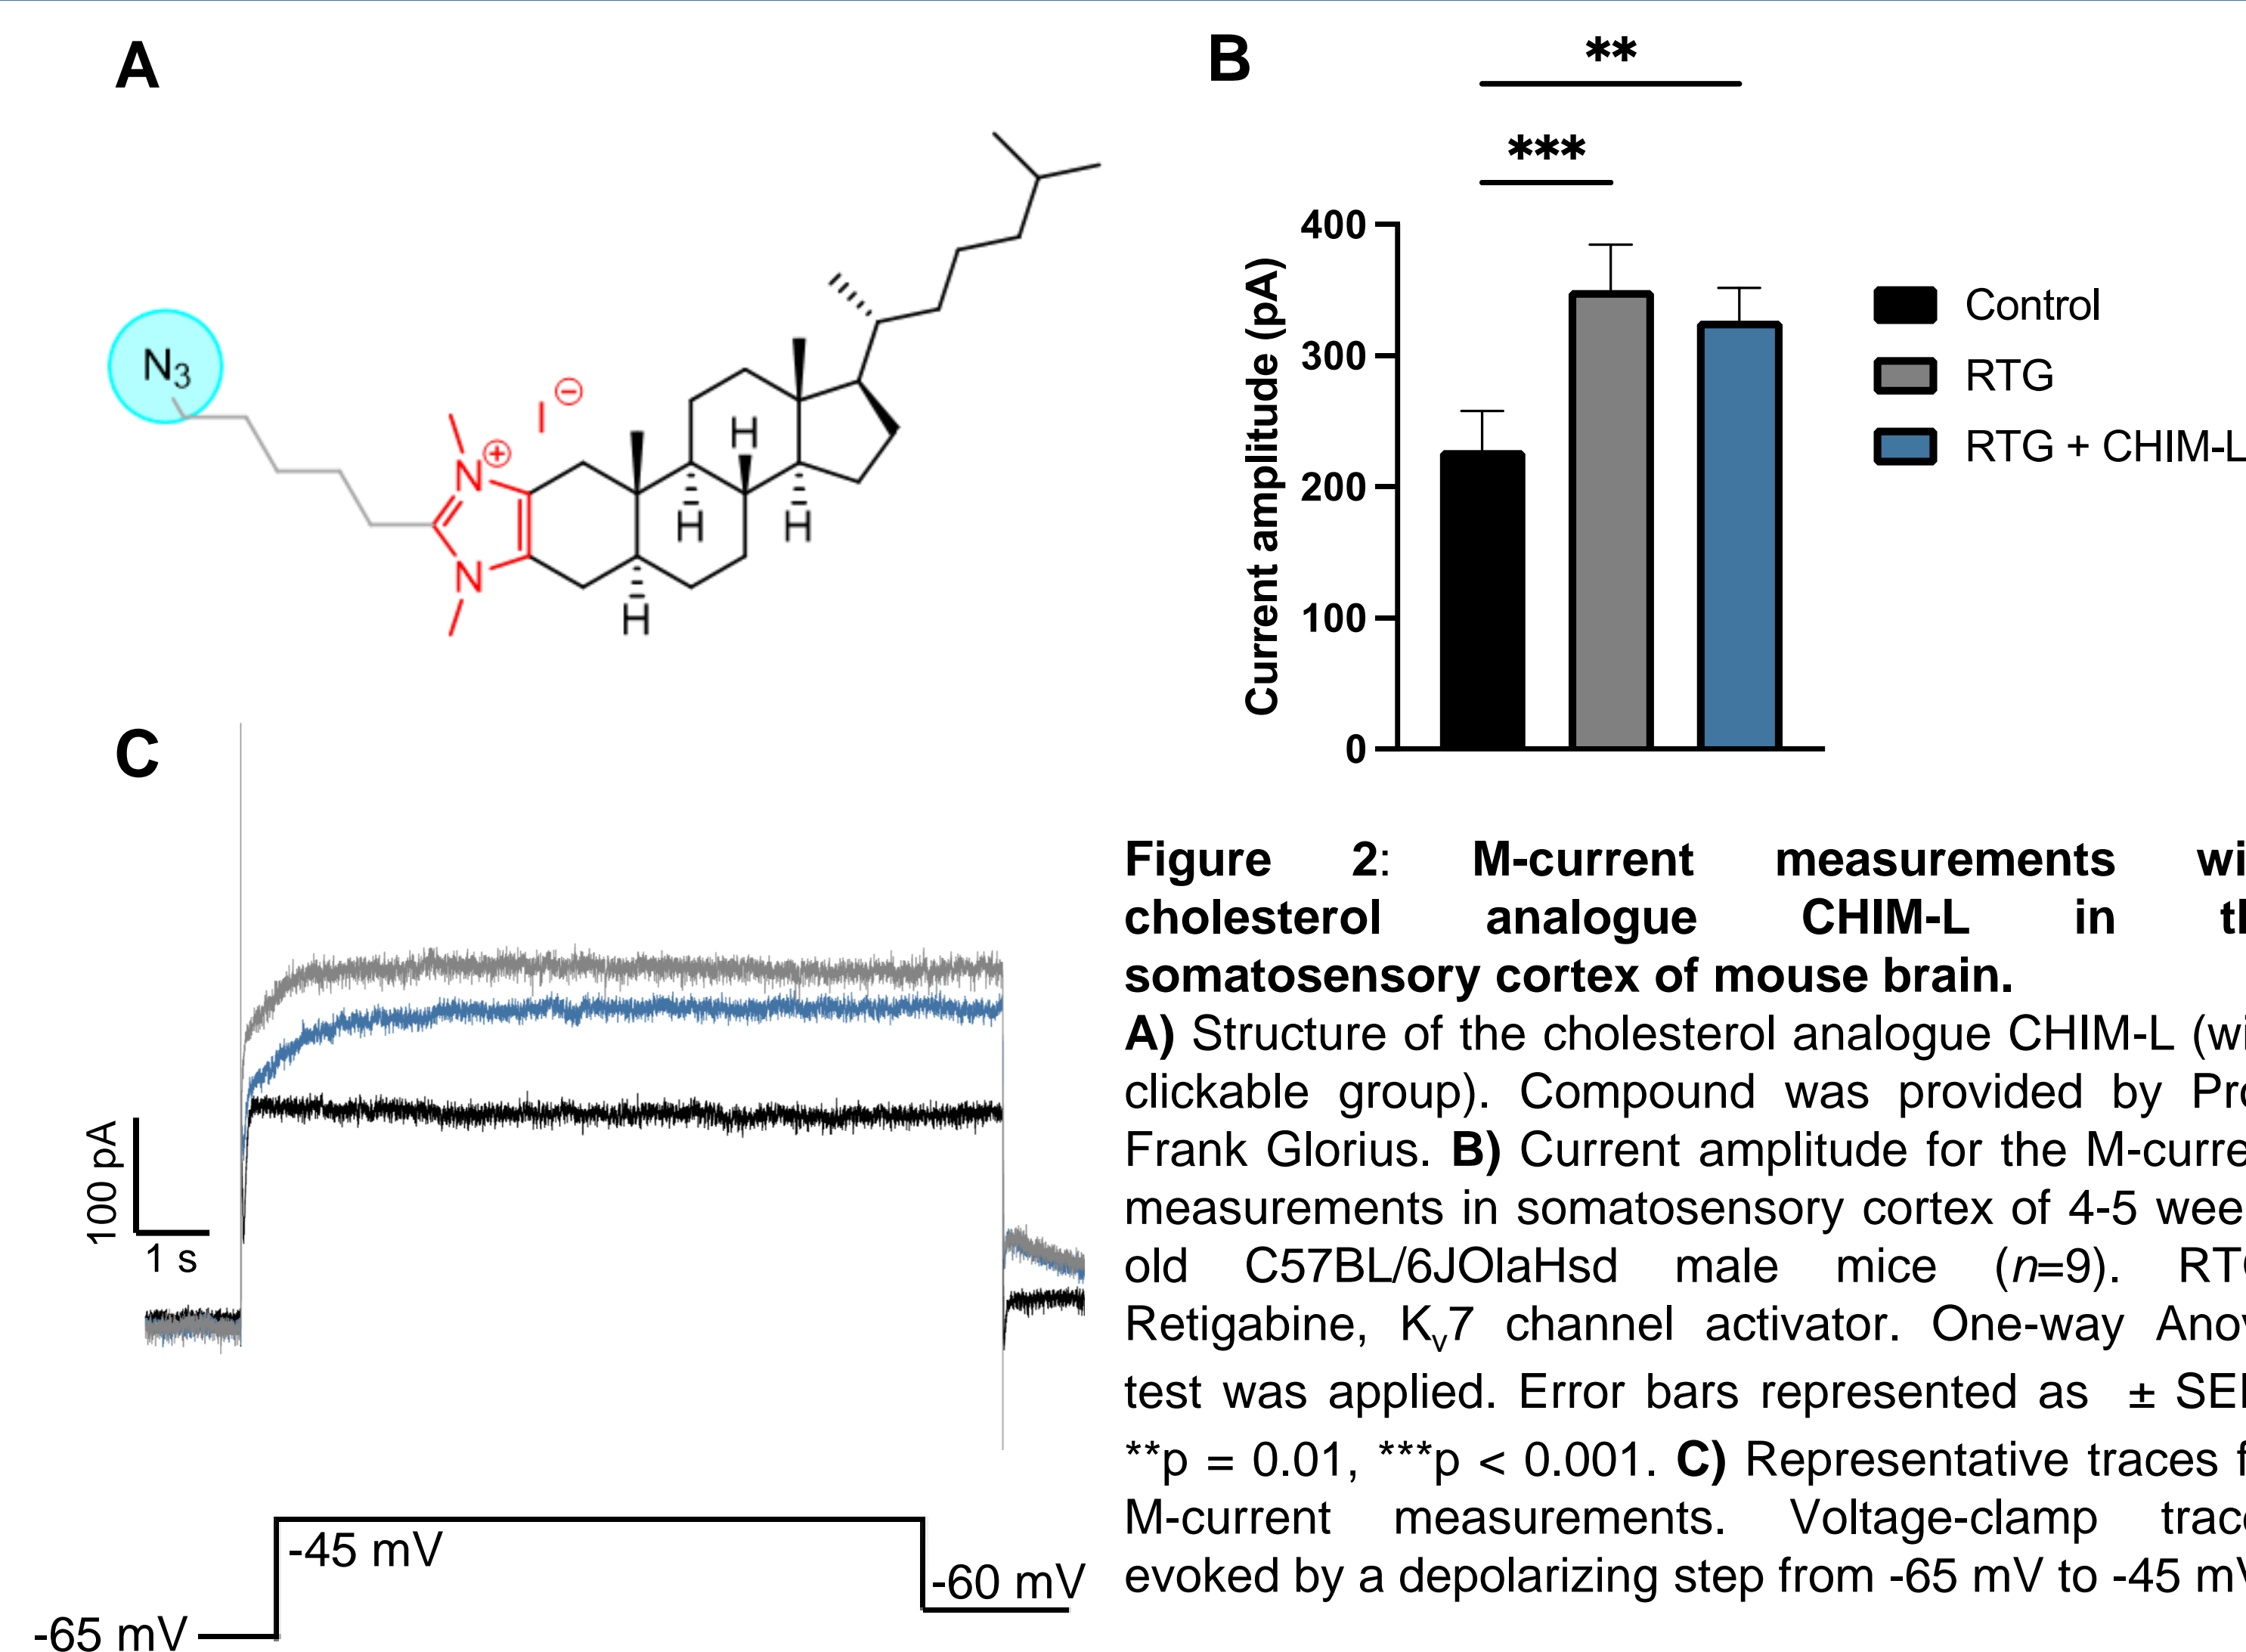 A
N3
N
⊕
I ⊖
N
H
H
H
H
B
**
***
Current amplitude (pA)
400
300
200
100
0
Control
RTG
RTG + CHIM-L
C
100 pA
1 s
-45 mV
-60 mV
-65 mV
Figure 2: M-current measurements
cholesterol analogue CHIM-L in
somatosensory cortex of mouse brain.
A) Structure of the cholesterol analogue CHIM-L
clickable group). Compound was provided by
Frank Glorius. B) Current amplitude for the
measurements in somatosensory cortex of 4-5
old C57BL/6JOlaHsd male mice (n=9).
Retigabine, Kv7 channel activator. One-way
test was applied. Error bars represented as ±
**p = 0.01, ***p < 0.001. C) Representative traces
M-current measurements. Voltage-clamp
evoked by a depolarizing step from -65 mV to -45